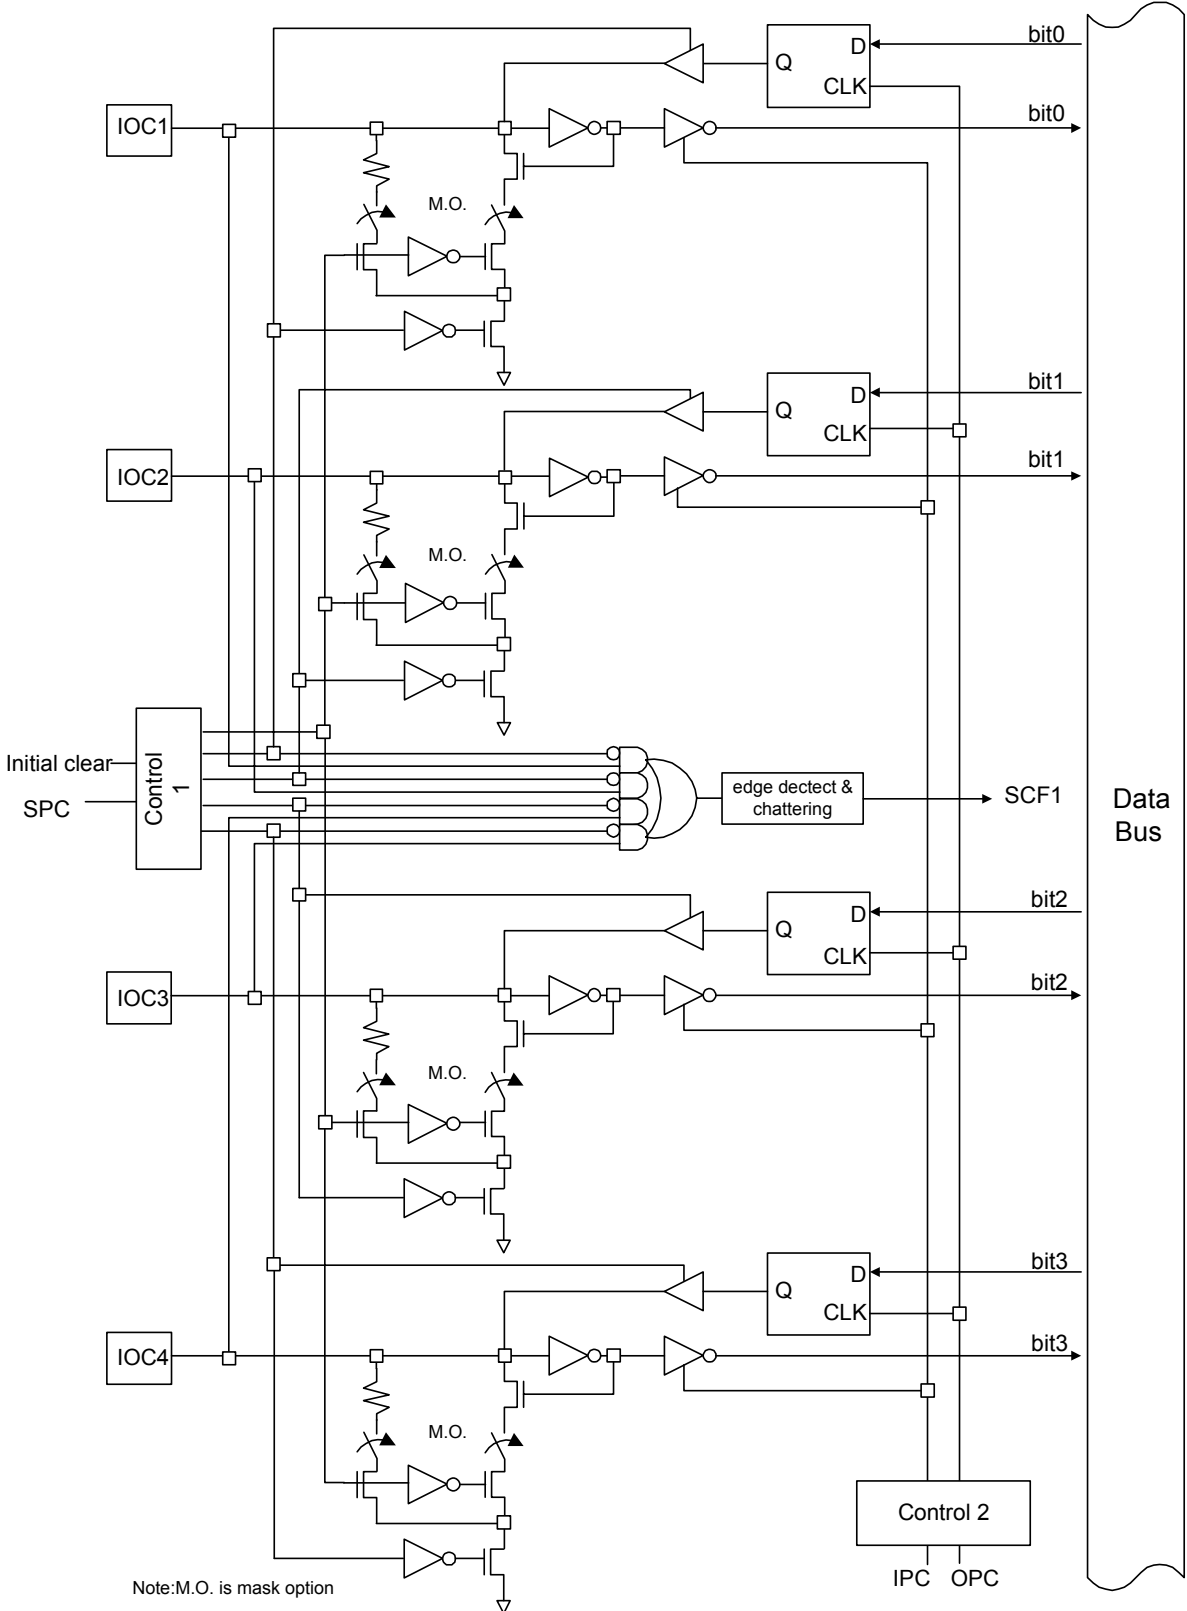 bit0
D
Q
CLK
bit0
IOC1
M.O.
bit1
D
Q
CLK
bit1
IOC2
M.O.
Initial clear
SPC
Control
1
edge dectect &
chattering
SCF1
Data
Bus
bit2
D
Q
CLK
bit2
IOC3
M.O.
bit3
D
Q
CLK
bit3
IOC4
M.O.
Control 2
IPC
OPC
Note:M.O. is mask option